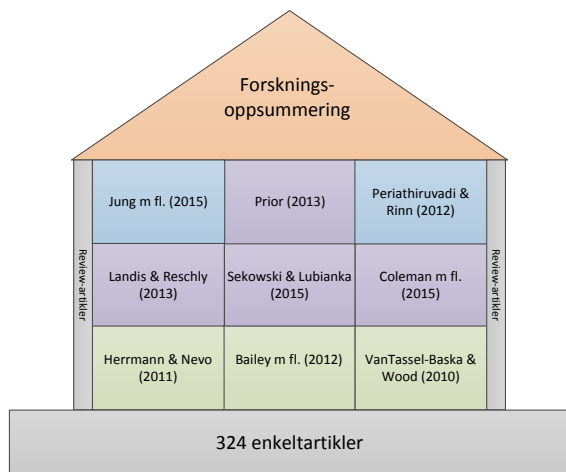 Forsknings-
oppsummering
Review-artikler
Jung m fl. (2015)
Prior (2013)
Periathiruvadi &
Rinn (2012)
Review-artikler
Landis & Reschly
(2013)
Sekowski & Lubianka
(2015)
Coleman m fl.
(2015)
Herrmann & Nevo
(2011)
Bailey m fl. (2012)
VanTassel-Baska &
Wood (2010)
324 enkeltartikler